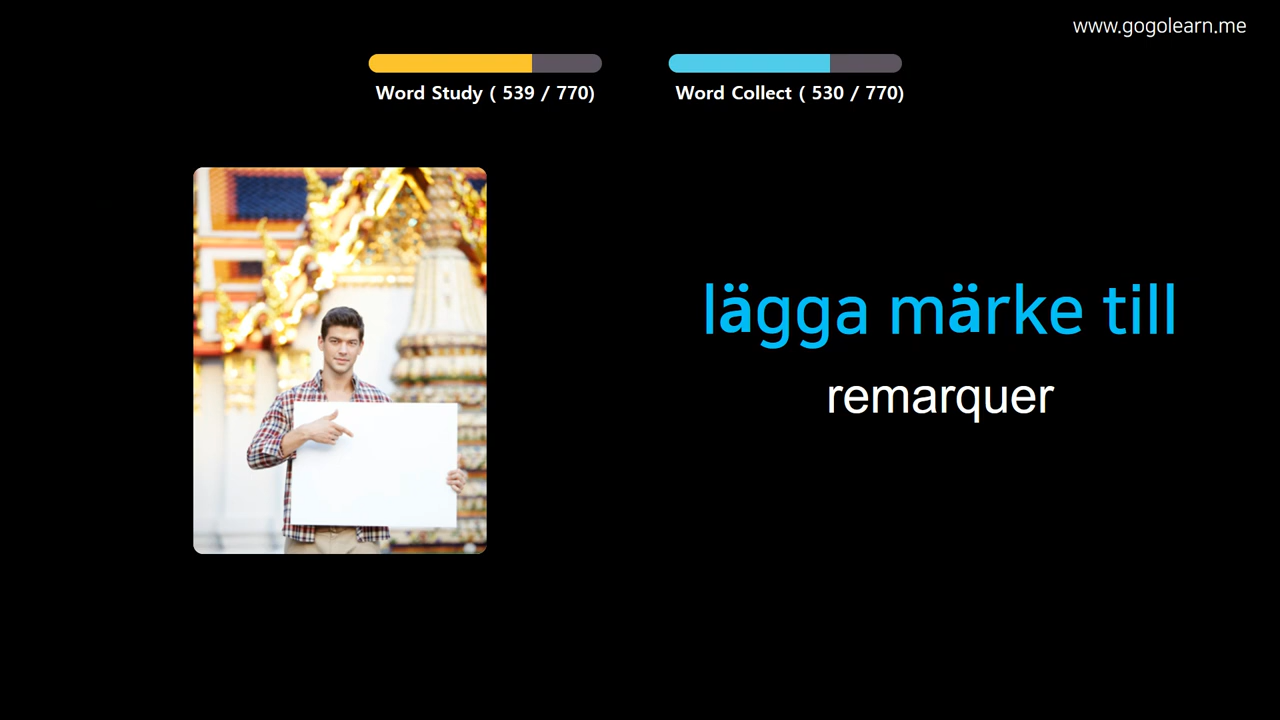 www.gogolearn.me
Word Study ( 539 / 770)
Word Collect ( 530 / 770)
lägga märke till
remarquer